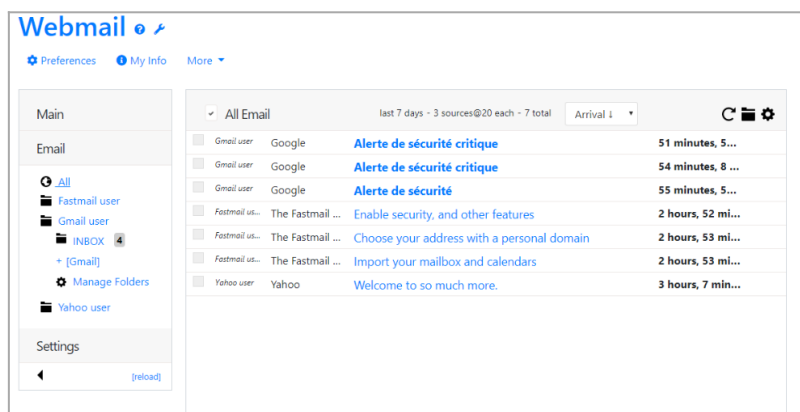 Webmail
Preferences My Info More
Main
Email
All
Fastmail user
Gmail user
INBOX 4
+ [Gmail]
Manage Folders
Yahoo user
Settings
[reload]
All Email last 7 days - 3 sources@20 each - 7 total Arrival ↓
Gmail user Google Alerte de sécurité critique 51 minutes, 5...
Gmail user Google Alerte de sécurité critique 54 minutes, 8 ...
Gmail user Google Alerte de sécurité 55 minutes, 5...
Fastmail us... The Fastmail ... Enable security, and other features 2 hours, 52 mi...
Fastmail us... The Fastmail ... Choose your address with a personal domain 2 hours, 53 mi...
Fastmail us... The Fastmail ... Import your mailbox and calendars 2 hours, 53 mi...
Yahoo user Yahoo Welcome to so much more. 3 hours, 7 min...